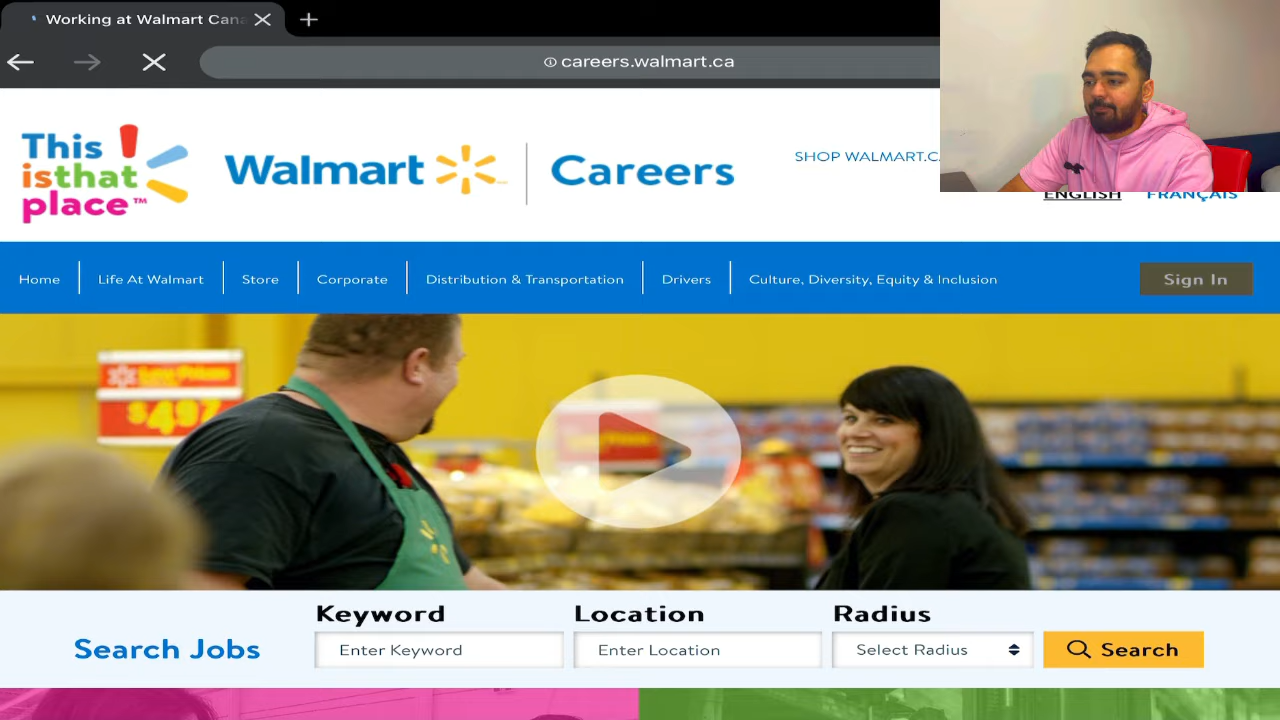 Working at Walmart Cana
careers.walmart.ca
This
isthat
place™
Walmart
Careers
SHOP WALMART.C
ENGLISH
FRANÇAIS
Home
Life At Walmart
Store
Corporate
Distribution & Transportation
Drivers
Culture, Diversity, Equity & Inclusion
Sign In
$4.97
Search Jobs
Keyword
Enter Keyword
Location
Enter Location
Radius
Select Radius
Search